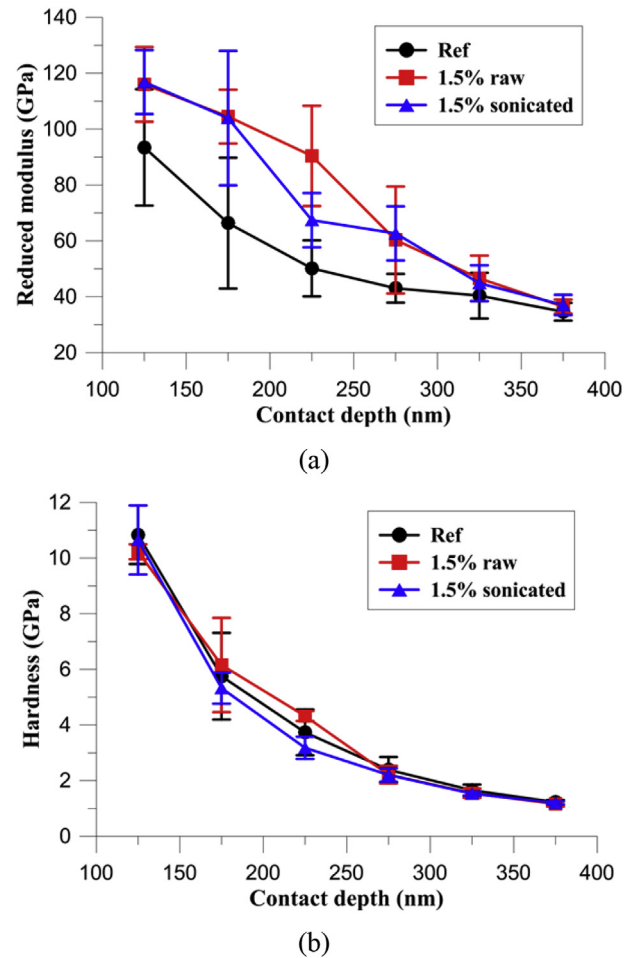 140
120
100
80
60
40
20
Reduced modulus (GPa)
Ref
1.5% raw
1.5% sonicated
100 150 200 250 300 350 400
Contact depth (nm)
(a)
12
10
8
6
4
2
0
Hardness (GPa)
Ref
1.5% raw
1.5% sonicated
100 150 200 250 300 350 400
Contact depth (nm)
(b)